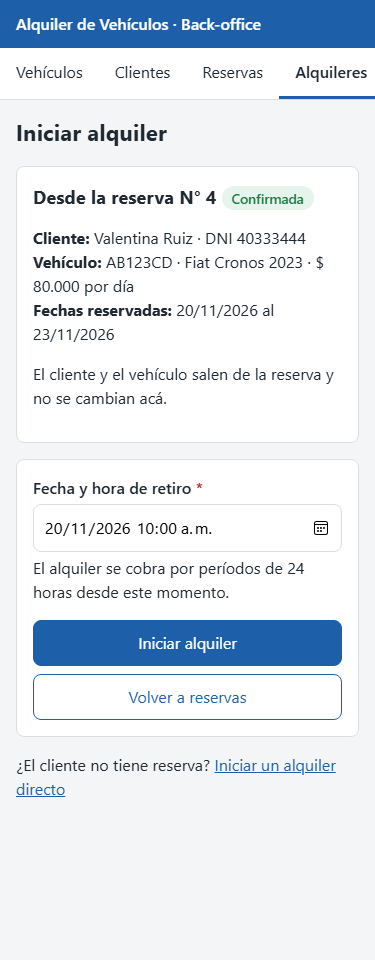 Alquiler de Vehículos · Back-office
Vehículos Clientes Reservas Alquileres
Iniciar alquiler
Desde la reserva N° 4 Confirmada
Cliente: Valentina Ruiz · DNI 40333444
Vehículo: AB123CD · Fiat Cronos 2023 · $
80.000 por día
Fechas reservadas: 20/11/2026 al
23/11/2026
El cliente y el vehículo salen de la reserva y
no se cambian acá.
Fecha y hora de retiro *
20/11/2026 10:00 a.m.
El alquiler se cobra por períodos de 24
horas desde este momento.
Iniciar alquiler
Volver a reservas
¿El cliente no tiene reserva? Iniciar un alquiler
directo